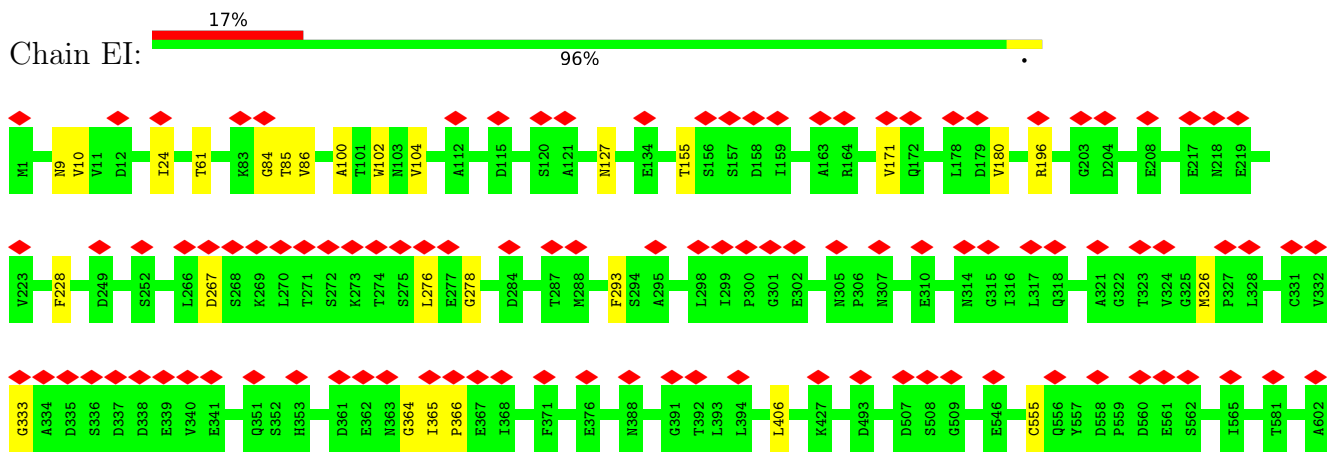 17%
Chain EI:
96% •
M1 N9 V10 V11 D12 I24 T61 K83 G84 T85 V86 A100 T101 W102 N103 V104 A112 D115 S120 A121 N127 E134 T155 S156 S157 D158 I159 A163 R164 V171 Q172 L178 D179 V180 R196 G203 D204 E208 E217 N218 E219
V223 F228 D249 S252 L266 D267 S268 K269 L270 T271 S272 K273 T274 S275 L276 E277 G278 D284 T287 M288 F293 S294 A295 L298 I299 P300 G301 E302 N305 P306 N307 E310 N314 G315 I316 L317 Q318 A321 G322 T323 V324 G325 M326 P327 L328 C331 V332
G333 A334 D335 S336 D337 D338 E339 V340 E341 Q351 S352 H353 D361 E362 N363 G364 I365 P366 E367 I368 F371 E376 N388 G391 T392 L393 L394 L406 K427 D493 D507 S508 G509 E546 C555 Q556 Y557 D558 P559 D560 E561 S562 I565 T581 A602